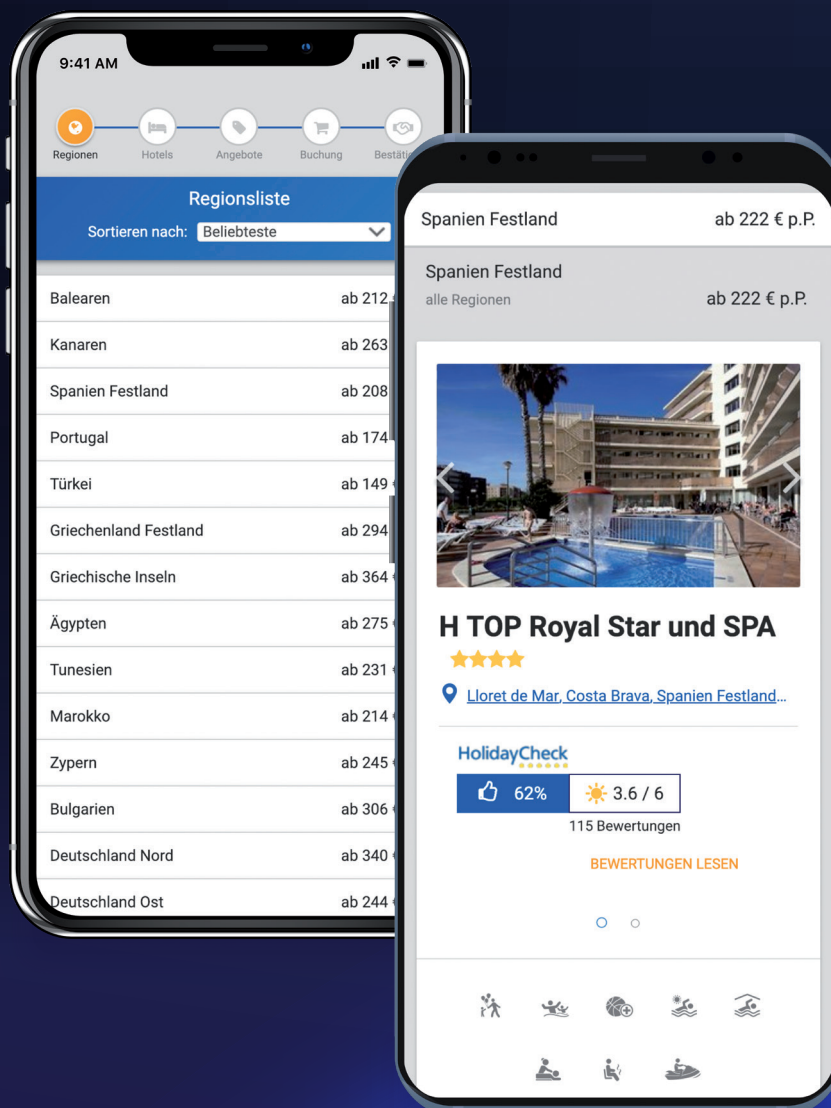 9:41 AM
Regionen Hotels Angebote Buchung
Regionsliste
Sortieren nach: Beliebteste
Balearen ab 212
Kanaren ab 263
Spanien Festland ab 208
Portugal ab 174
Türkei ab 149
Griechenland Festland ab 294
Griechische Inseln ab 364
Ägypten ab 275
Tunesien ab 231
Marokko ab 214
Zypern ab 245
Bulgarien ab 306
Deutschland Nord ab 340
Deutschland Ost ab 244
Spanien Festland ab 222 € p.P.
Spanien Festland
alle Regionen ab 222 € p.P.
H TOP Royal Star und SPA
Lloret de Mar, Costa Brava, Spanien Festland...
HolidayCheck
62% 3.6 / 6
115 Bewertungen
BEWERTUNGEN LESEN